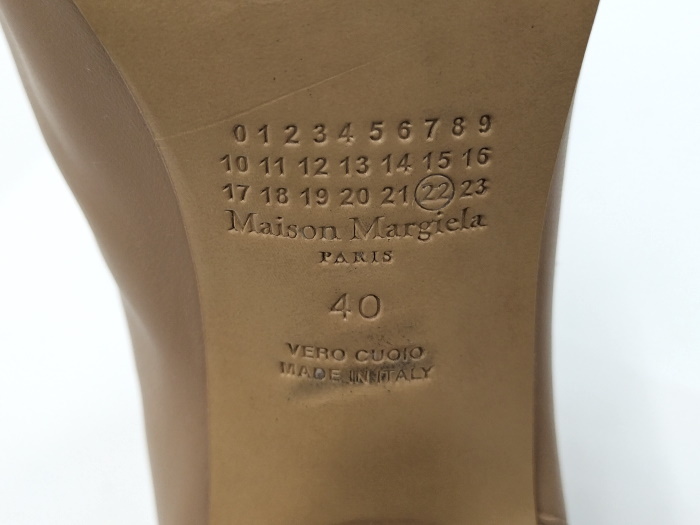 0 1 2 3 4 5 6 7 8 9
10 11 12 13 14 15 16
17 18 19 20 21 22 23
Maison Margiela
PARIS
40
VERO CUOIO
MADE IN ITALY